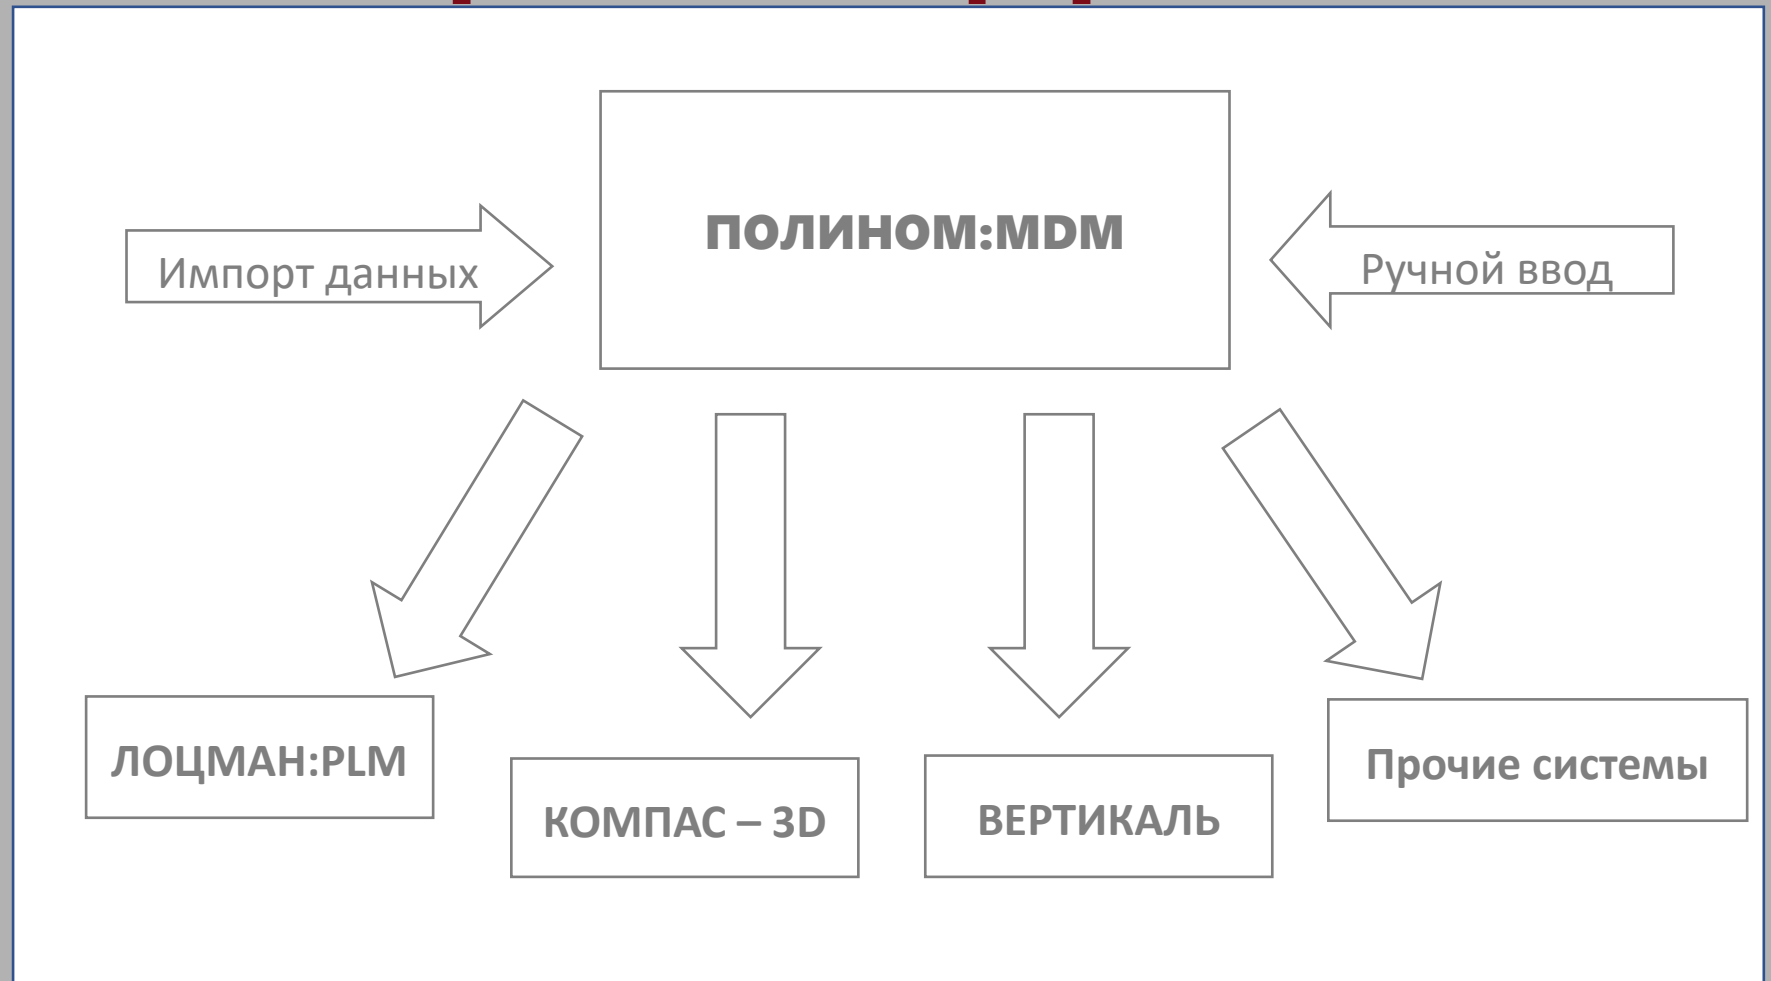 ПОЛИНОМ:MDM
Импорт данных
Ручной ввод
ЛОЦМАН:PLM
КОМПАС – 3D
ВЕРТИКАЛЬ
Прочие системы